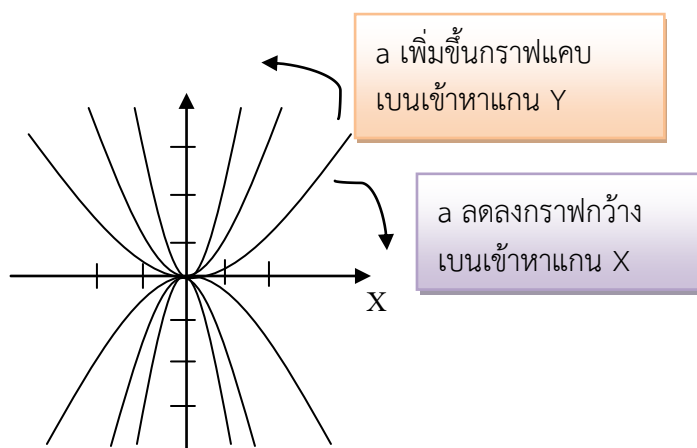 a เพิ่มขึ้นกราฟแคบ
เบนเข้าหาแกน Y
a ลดลงกราฟกว้าง
เบนเข้าหาแกน X
X